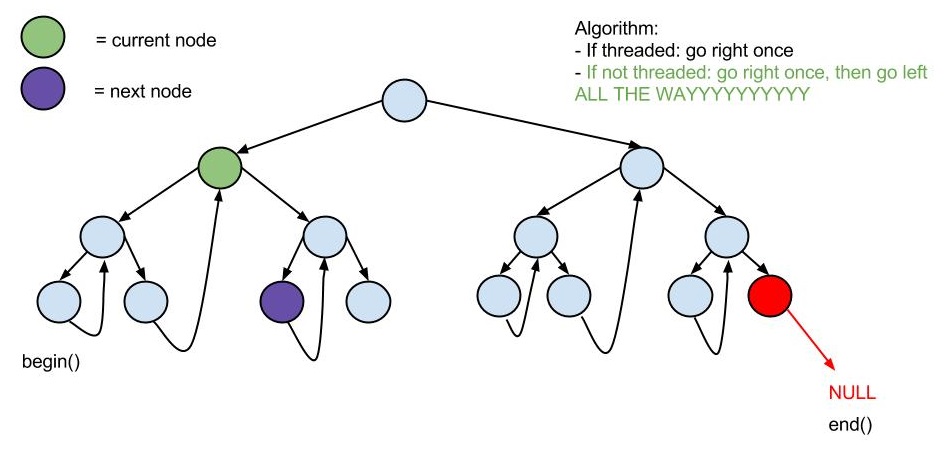 = current node
= next node
Algorithm:
- If threaded: go right once
- If not threaded: go right once, then go left
ALL THE WAYYYYYYYYYY
begin()
NULL
end()